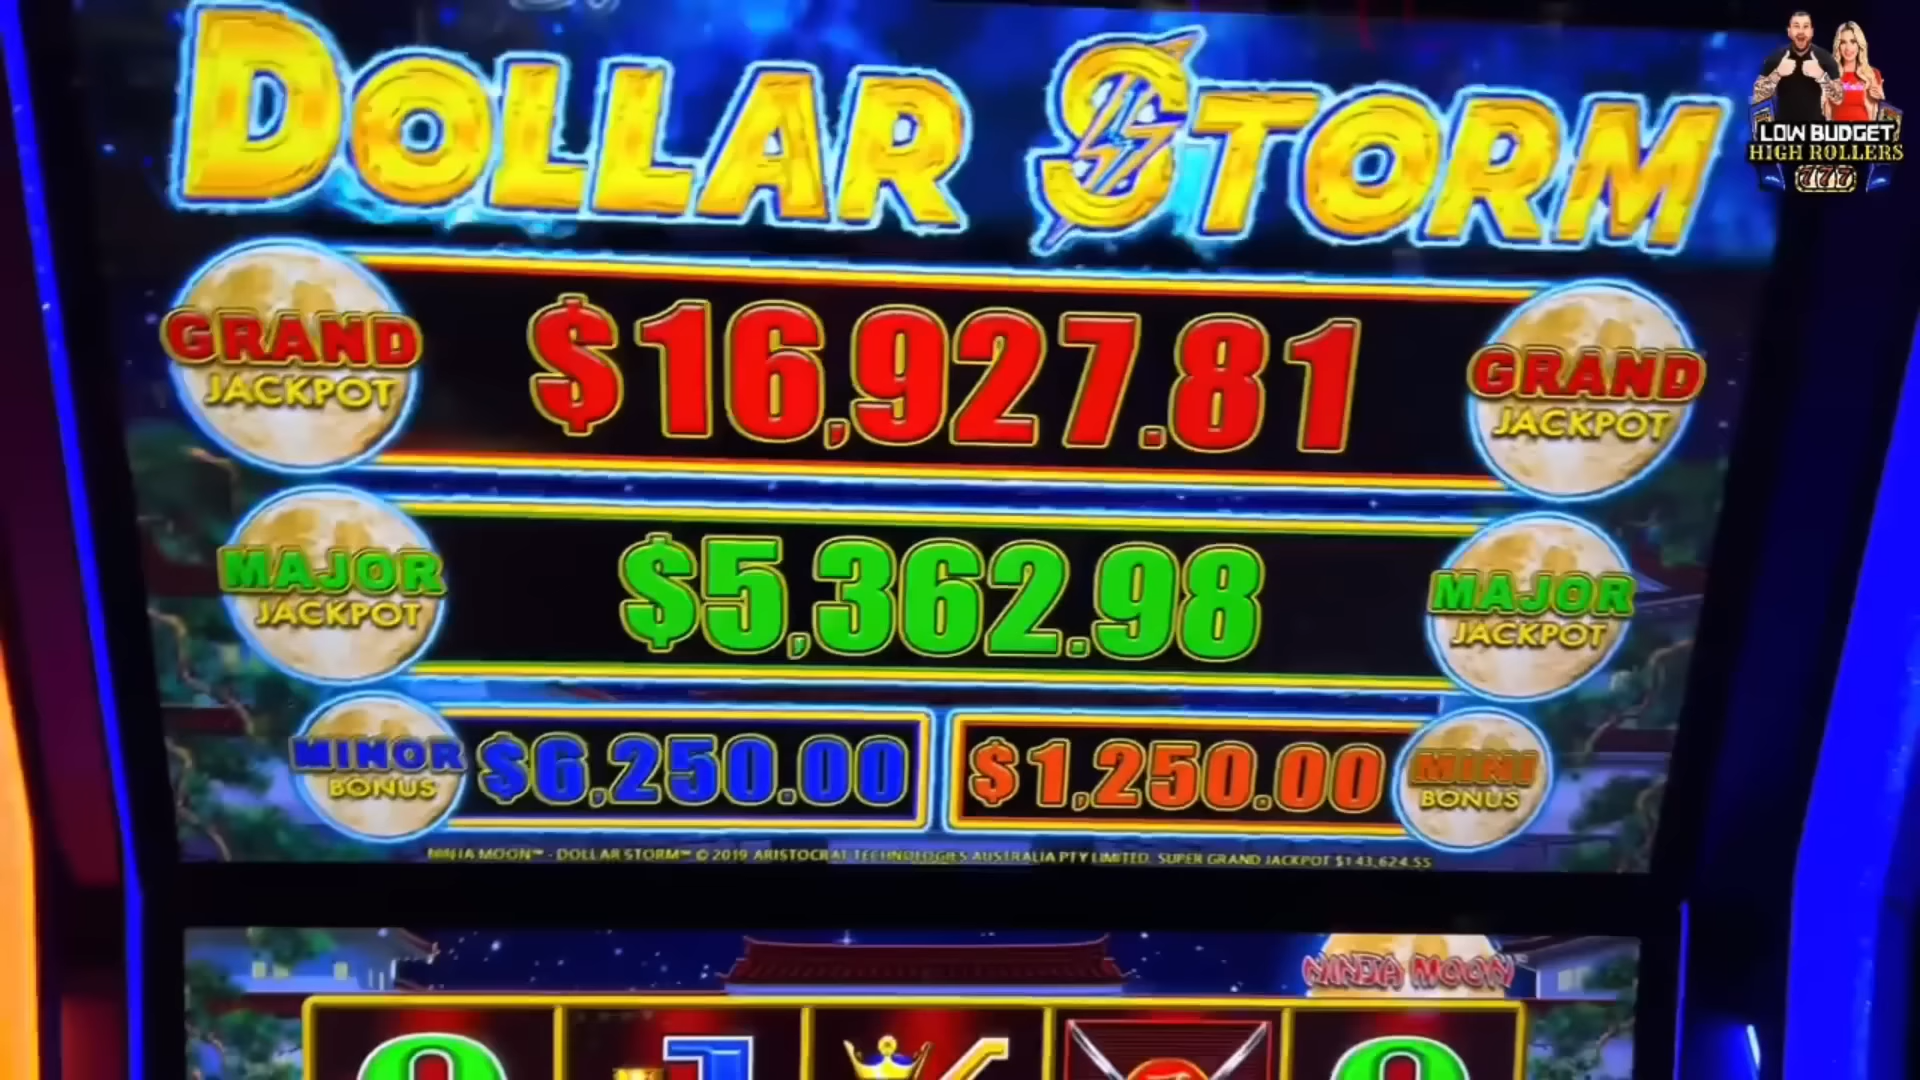 DOLLAR STORM
LOW BUDGET
HIGH ROLLERS
777
GRAND
JACKPOT
$16,927.81
GRAND
JACKPOT
MAJOR
JACKPOT
$5,362.98
MAJOR
JACKPOT
MINOR
BONUS
$6,250.00
$1,250.00
MINI
BONUS
NINJA MOON™ - DOLLAR STORM™ © 2019 ARISTOCRAT TECHNOLOGIES AUSTRALIA PTY LIMITED. SUPER GRAND JACKPOT $143,624.55
NINJA MOON™